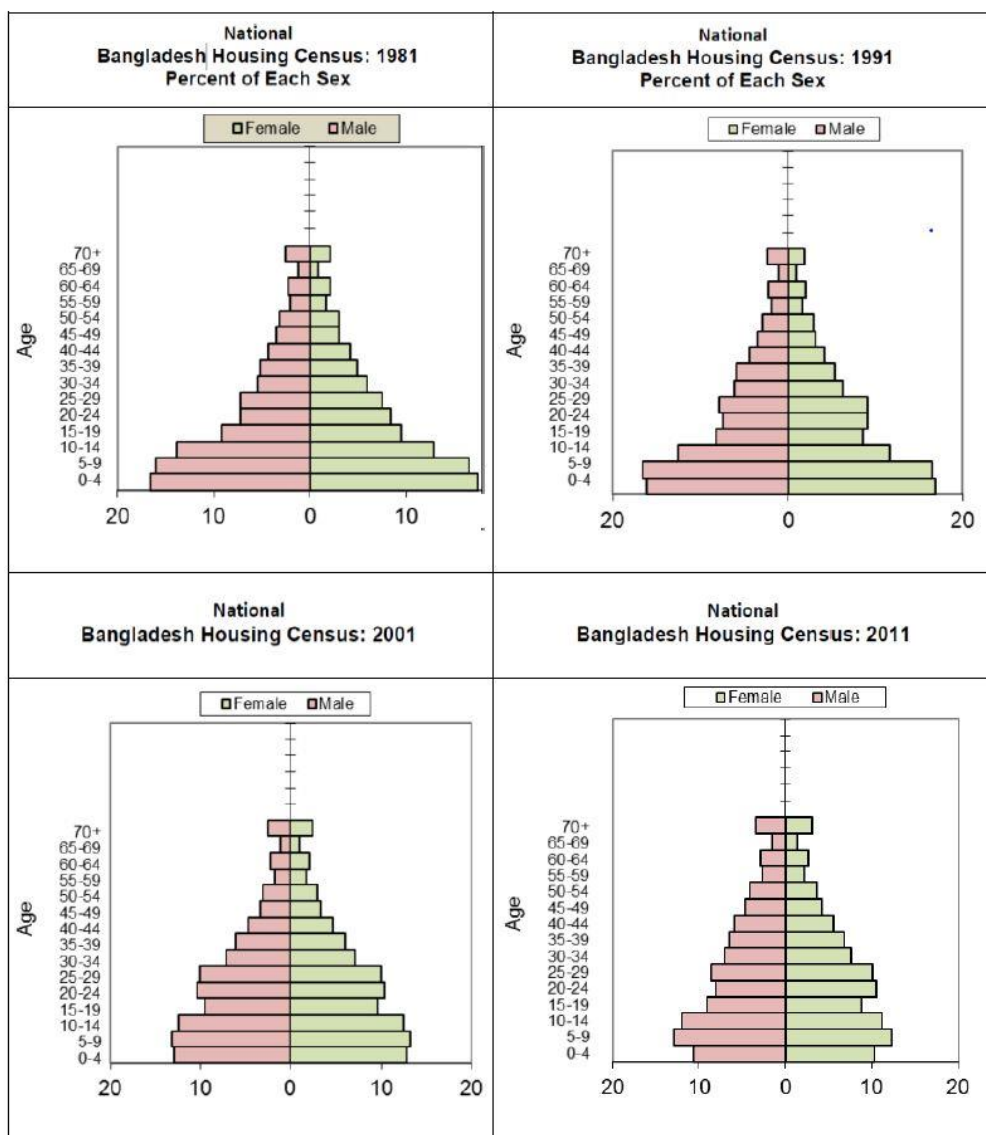 National
Bangladesh Housing Census: 1981
Percent of Each Sex
National
Bangladesh Housing Census: 1991
Percent of Each Sex
Female Male
Age
70+
65-69
60-64
55-59
50-54
45-49
40-44
35-39
30-34
25-29
20-24
15-19
10-14
5-9
0-4
20 10 0 10
Female Male
Age
70+
65-69
60-64
55-59
50-54
45-49
40-44
35-39
30-34
25-29
20-24
15-19
10-14
5-9
0-4
20 0 20
National
Bangladesh Housing Census: 2001
National
Bangladesh Housing Census: 2011
Female Male
Age
70+
65-69
60-64
55-59
50-54
45-49
40-44
35-39
30-34
25-29
20-24
15-19
10-14
5-9
0-4
20 10 0 10 20
Female Male
Age
70+
65-69
60-64
55-59
50-54
45-49
40-44
35-39
30-34
25-29
20-24
15-19
10-14
5-9
0-4
20 10 0 10 20